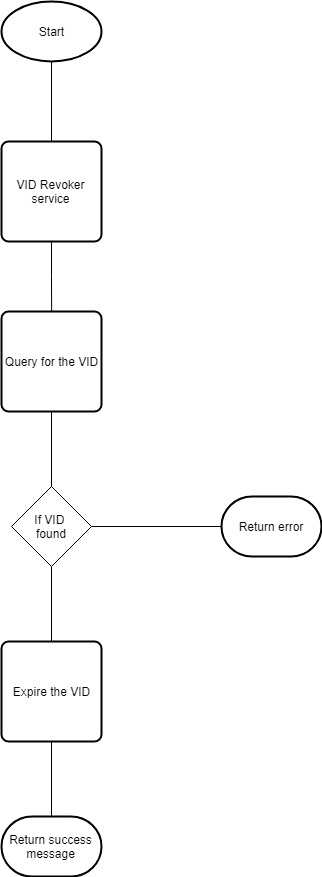 Start
VID Revoker
service
Query for the VID
If VID
found
Return error
Expire the VID
Return success
message